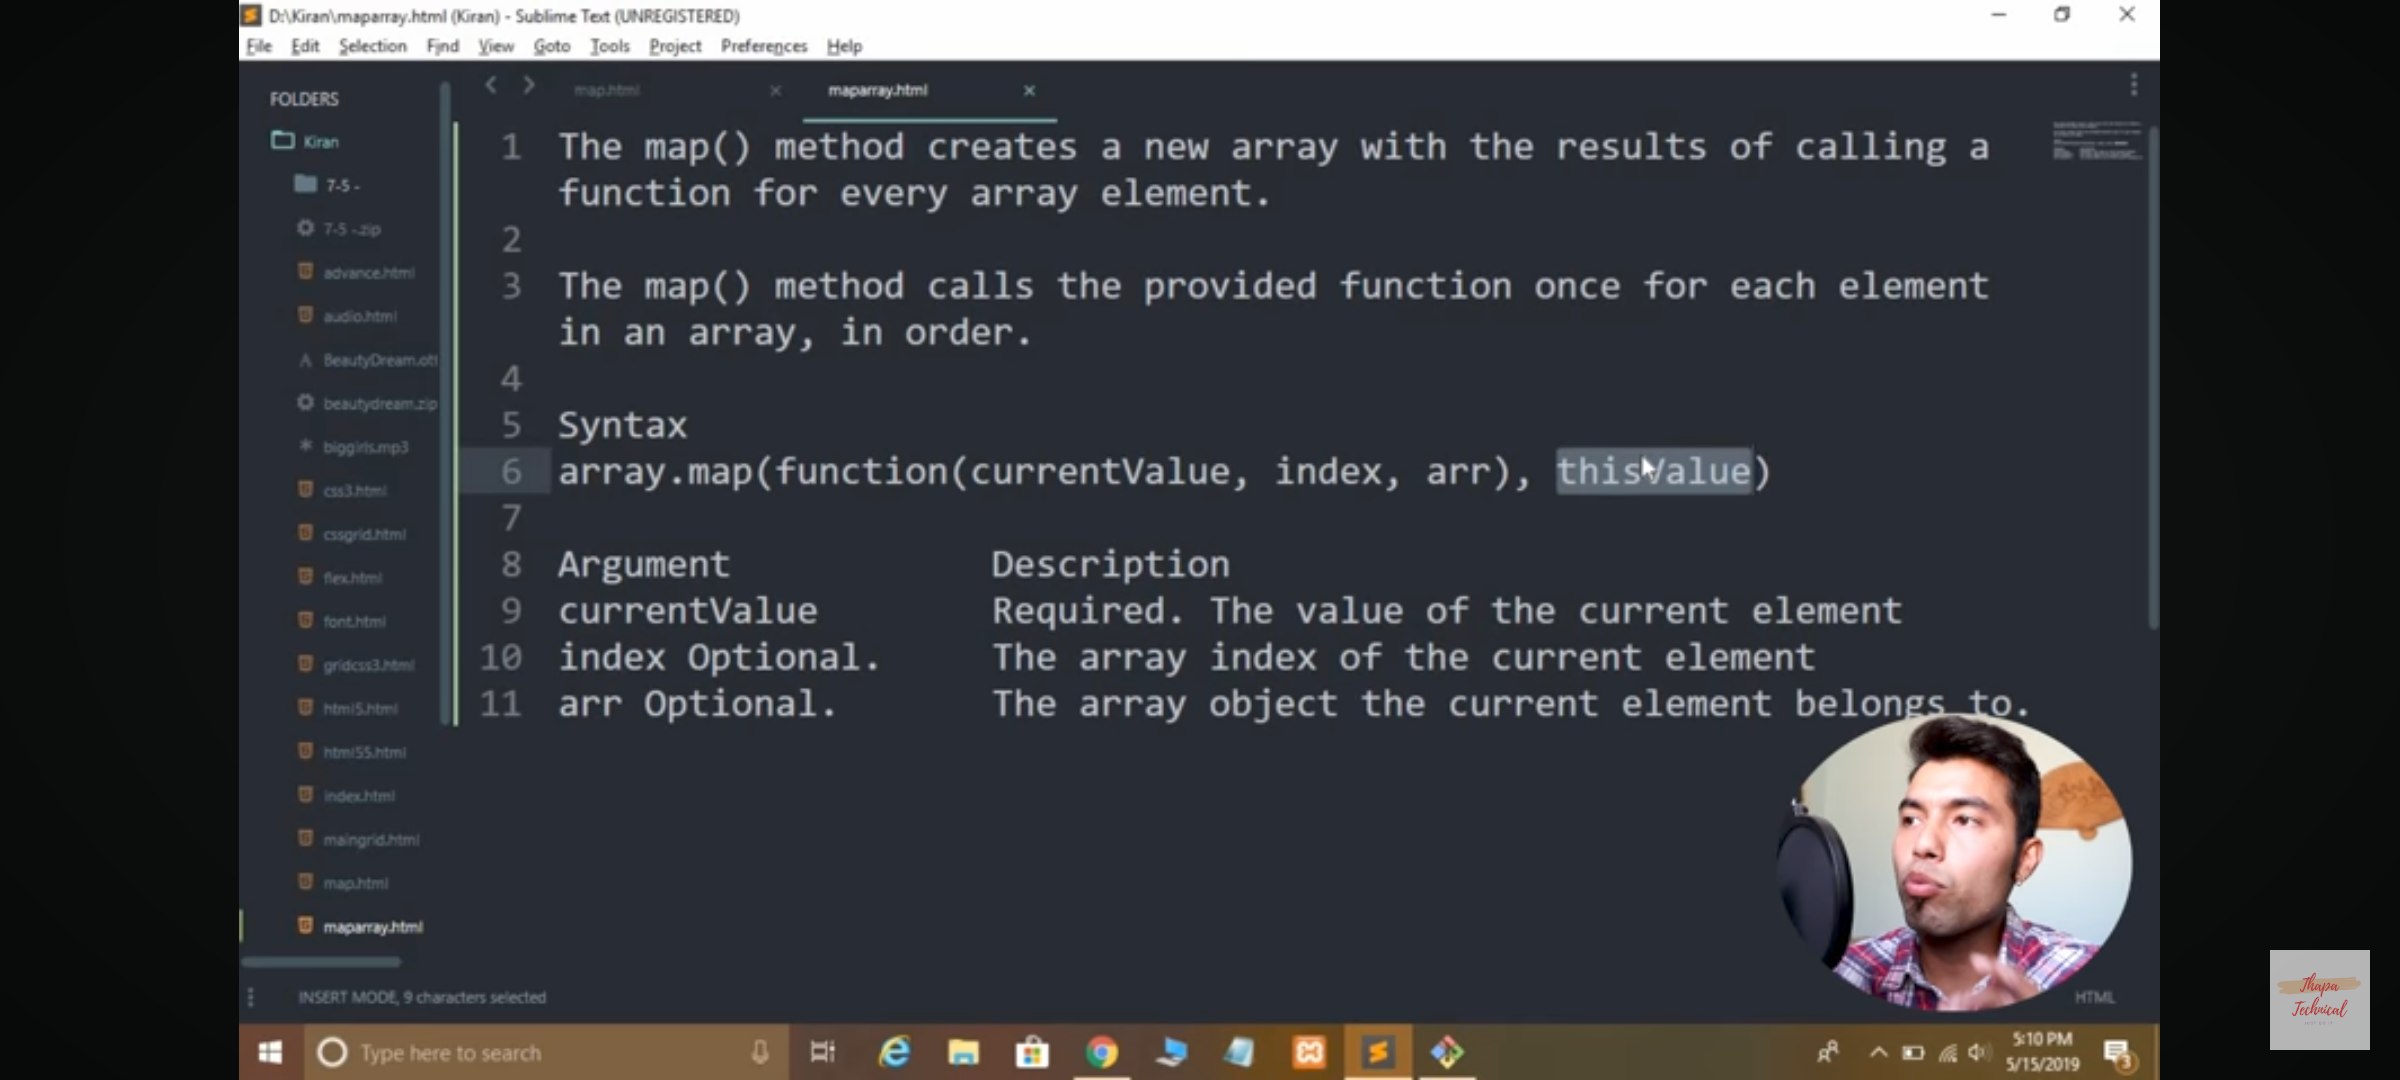 D:\Kiran\maparray.html (Kiran) - Sublime Text (UNREGISTERED)
File Edit Selection Find View Goto Tools Project Preferences Help
FOLDERS
Kiran
7-5 -
7-5 -.zip
advance.html
audio.html
BeautyDream.otf
beautydream.zip
biggirls.mp3
css3.html
cssgrid.html
flex.html
font.html
gridcss3.html
html5.html
html55.html
index.html
maingrid.html
map.html
maparray.html
map.html
maparray.html
1 The map() method creates a new array with the results of calling a
function for every array element.
2
3 The map() method calls the provided function once for each element
in an array, in order.
4
5 Syntax
6 array.map(function(currentValue, index, arr), thisValue)
7
8 Argument Description
9 currentValue Required. The value of the current element
10 index Optional. The array index of the current element
11 arr Optional. The array object the current element belongs to.
INSERT MODE, 9 characters selected
HTML
Type here to search
5:10 PM
5/15/2019
3
Thapa
Technical